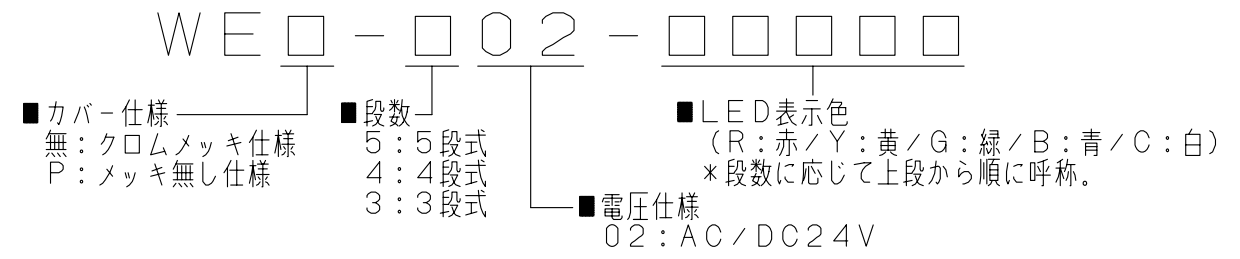 WE□-□02-□□□□□
■カバー仕様
無：クロムメッキ仕様
P：メッキ無し仕様
■段数
5：5段式
4：4段式
3：3段式
■LED表示色
(R：赤/Y：黄/G：緑/B：青/C：白)
*段数に応じて上段から順に呼称。
■電圧仕様
02：AC/DC24V